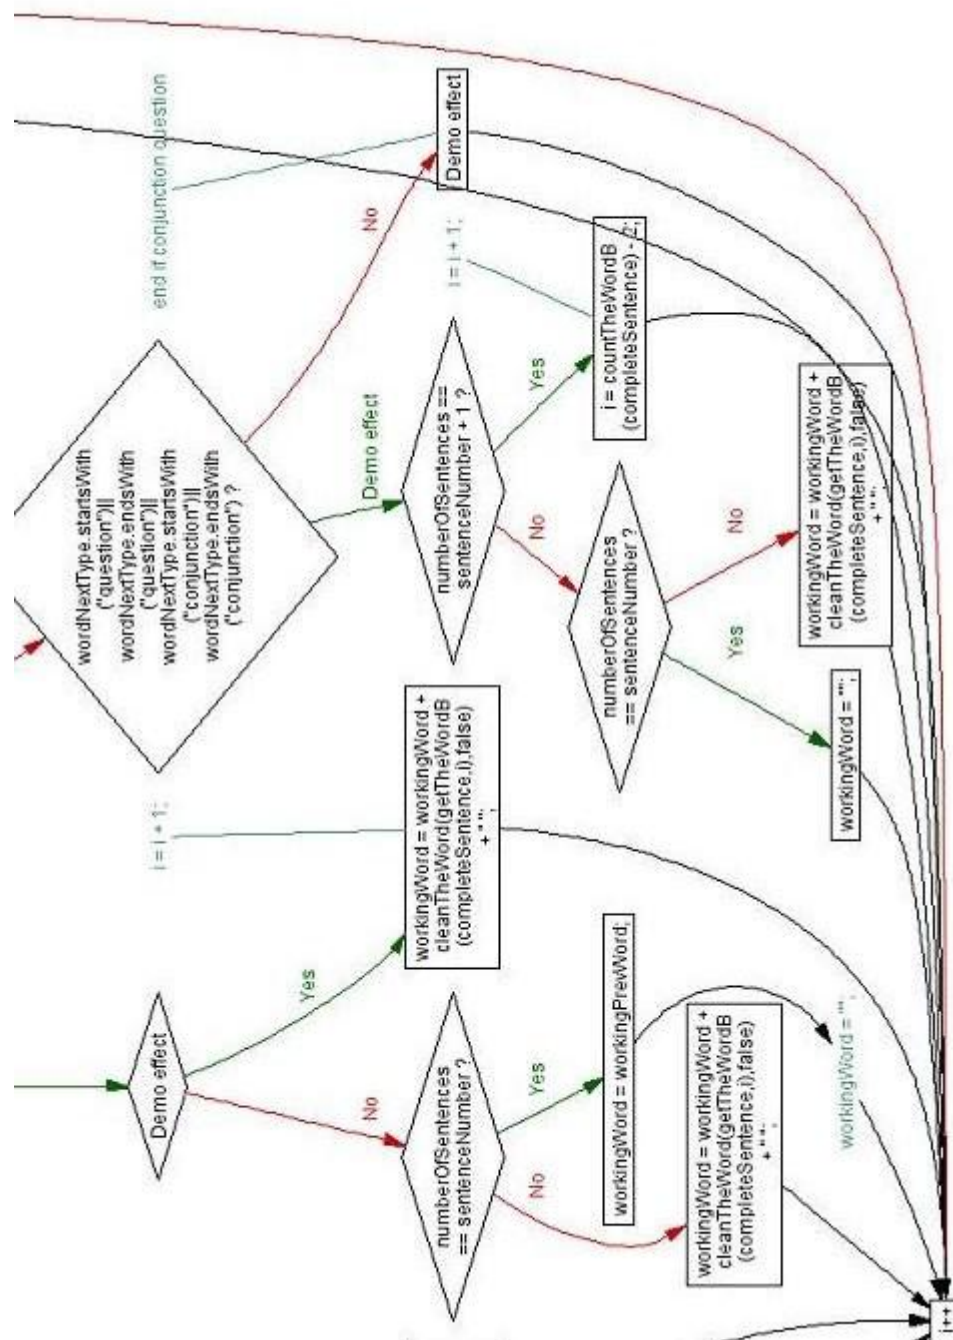 end if conjunction question
Demo effect
No
i = i + 1;
wordNextType.startsWith
("question")||
wordNextType.endsWith
("question")||
wordNextType.startsWith
("conjunction")||
wordNextType.endsWith
("conjunction") ?
Demo effect
numberOfSentences ==
sentenceNumber + 1 ?
Yes
i = countTheWordB
(completeSentence) - 2;
No
numberOfSentences
== sentenceNumber ?
No
workingWord = workingWord +
cleanTheWord(getTheWordB
(completeSentence,i),false)
+ " ";
Yes
workingWord = "";
i = i + 1;
workingWord = workingWord +
cleanTheWord(getTheWordB
(completeSentence,i),false)
+ " ";
Yes
Demo effect
No
numberOfSentences
== sentenceNumber ?
Yes
workingWord = workingPrevWord;
workingWord = "";
No
workingWord = workingWord +
cleanTheWord(getTheWordB
(completeSentence,i),false)
+ " ";
i++